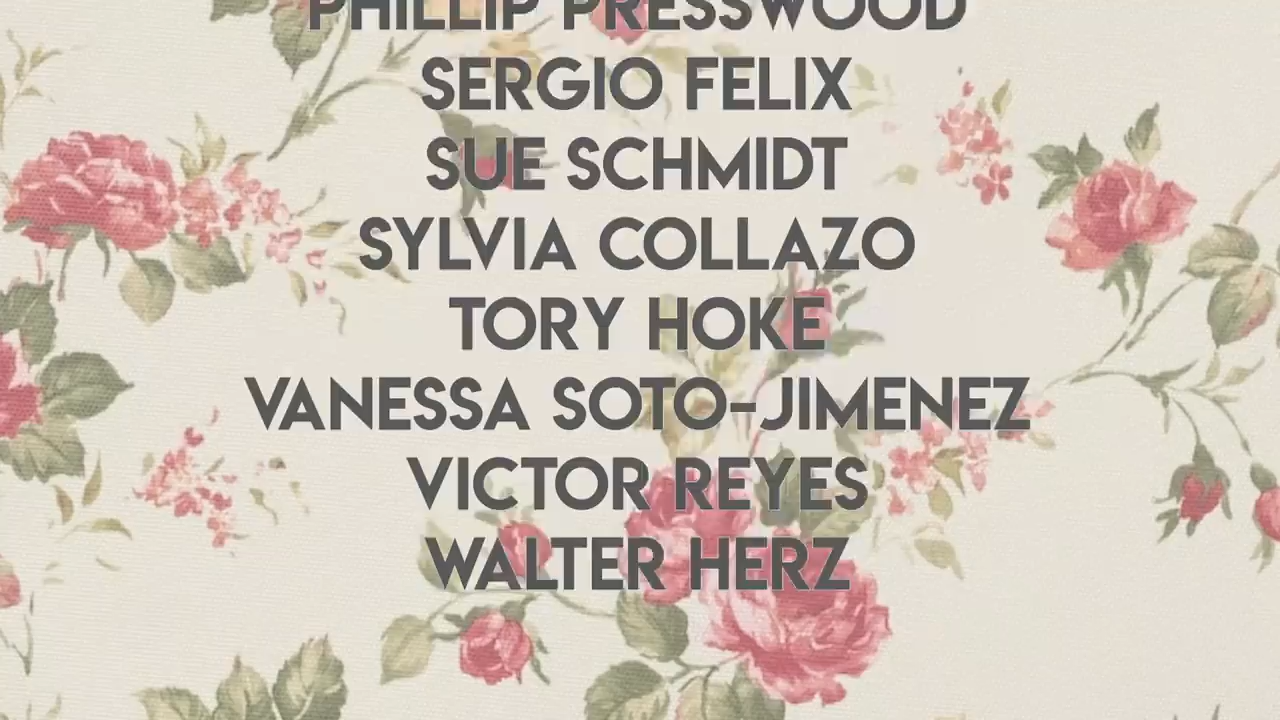 PHILLIP PRESSWOOD
SERGIO FELIX
SUE SCHMIDT
SYLVIA COLLAZO
TORY HOKE
VANESSA SOTO-JIMENEZ
VICTOR REYES
WALTER HERZ